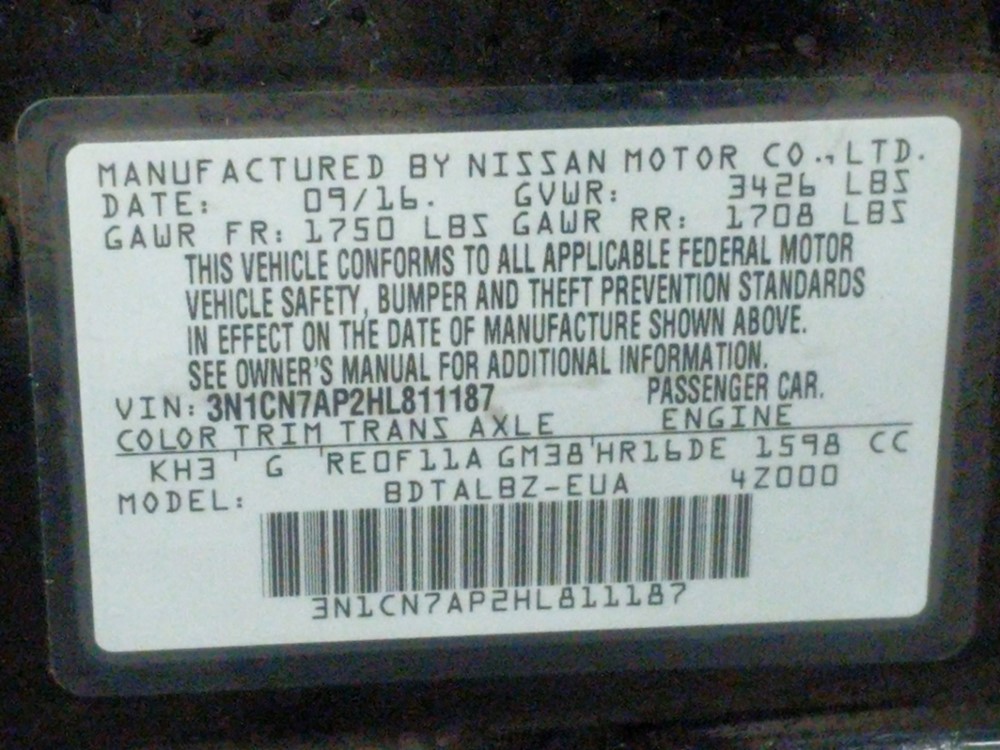 MANUFACTURED BY NISSAN MOTOR CO., LTD.
DATE: 09/16. GVWR: 3426 LBS
GAWR FR: 1750 LBS GAWR RR: 1708 LBS
THIS VEHICLE CONFORMS TO ALL APPLICABLE FEDERAL MOTOR
VEHICLE SAFETY, BUMPER AND THEFT PREVENTION STANDARDS
IN EFFECT ON THE DATE OF MANUFACTURE SHOWN ABOVE.
SEE OWNER'S MANUAL FOR ADDITIONAL INFORMATION.
VIN: 3N1CN7AP2HL811187 PASSENGER CAR.
COLOR TRIM TRANS AXLE ENGINE
KH3 ' G 'RE0F11A GM38'HR16DE 1598 CC
MODEL: BDTALBZ-EUA 4Z000
3N1CN7AP2HL811187